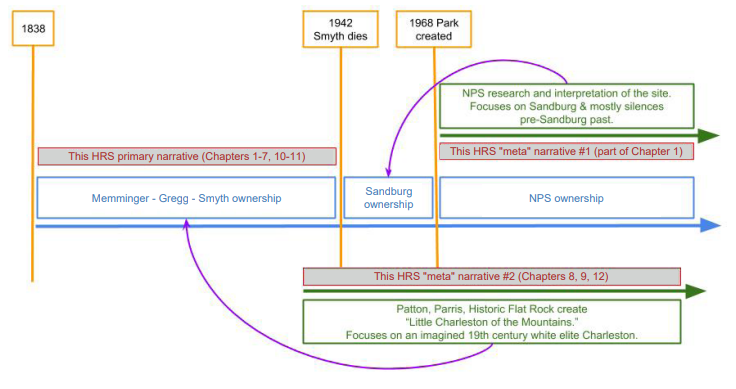 1838
1942
Smyth dies
1968 Park
created
NPS research and interpretation of the site.
Focuses on Sandburg & mostly silences
pre-Sandburg past.
This HRS primary narrative (Chapters 1-7, 10-11)
This HRS "meta" narrative #1 (part of Chapter 1)
Memminger - Gregg - Smyth ownership
Sandburg
ownership
NPS ownership
This HRS "meta" narrative #2 (Chapters 8, 9, 12)
Patton, Parris, Historic Flat Rock create
“Little Charleston of the Mountains.”
Focuses on an imagined 19th century white elite Charleston.